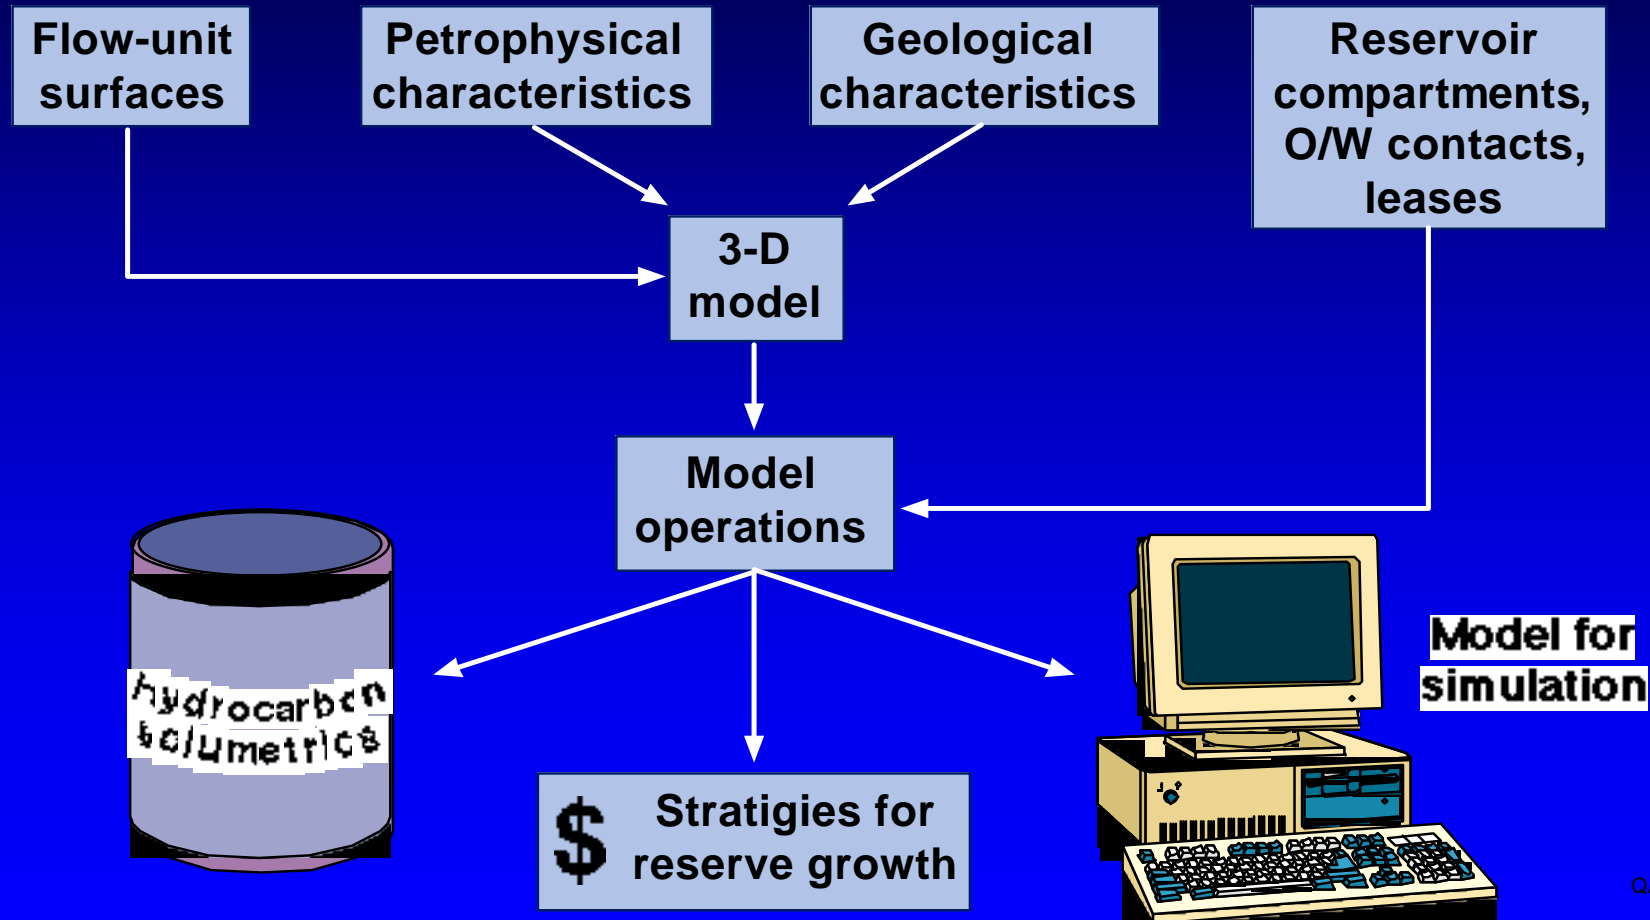 Flow-unit
surfaces
Petrophysical
characteristics
Geological
characteristics
Reservoir
compartments,
O/W contacts,
leases
3-D
model
Model
operations
hydrocarbon
volumetrics
Model for
simulation
$ Stratigies for
reserve growth
Q